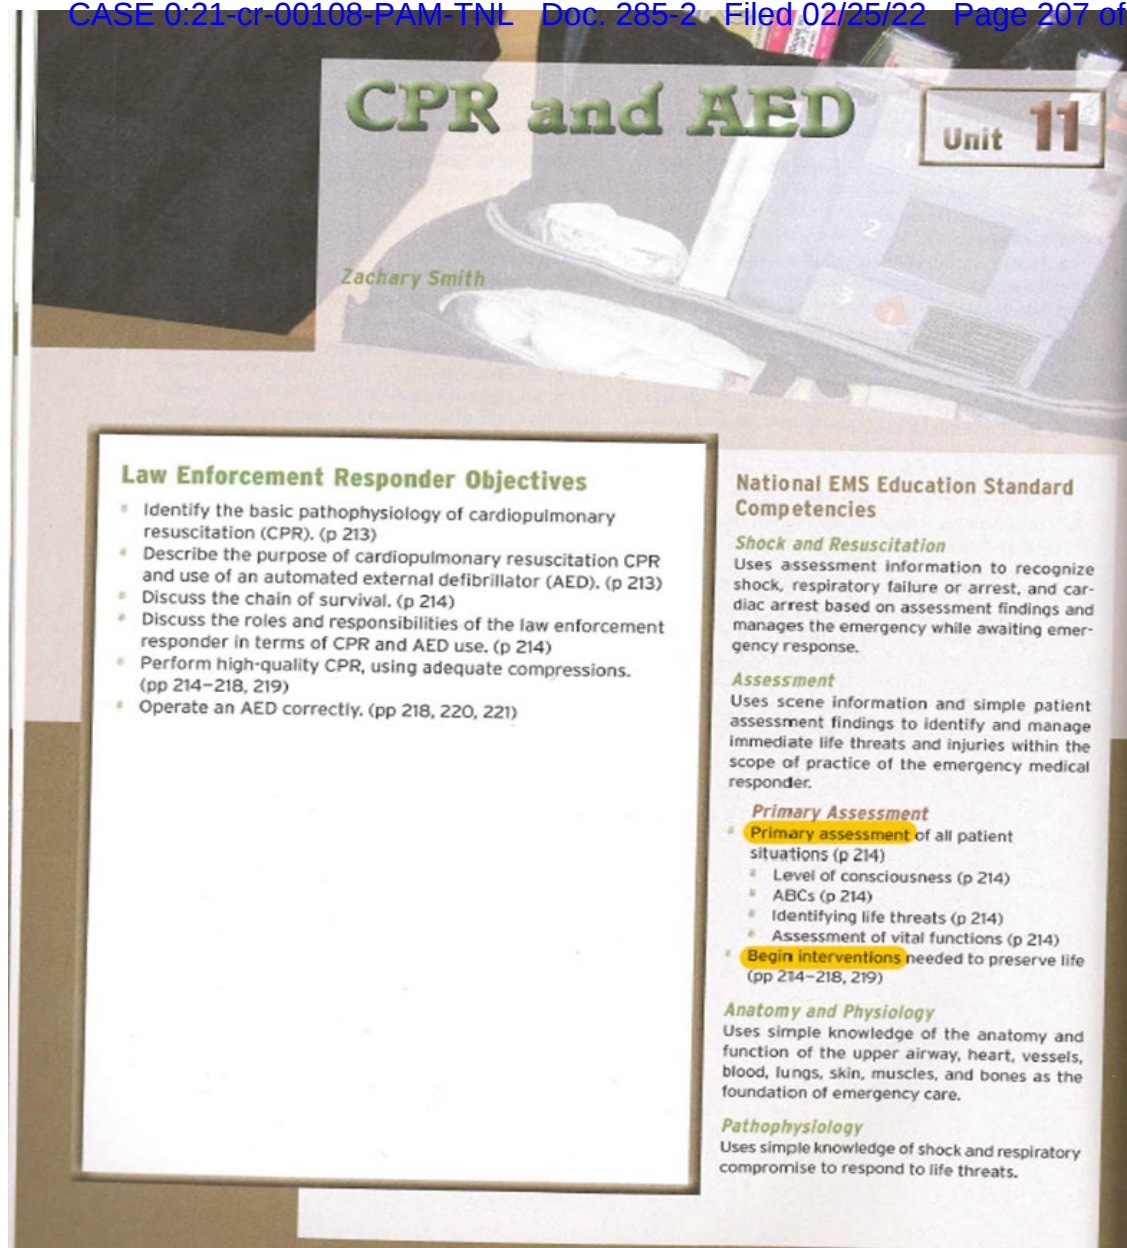 CASE 0:21-cr-00108-PAM-TNL Doc. 285-2 Filed 02/25/22 Page 207 of
CPR and AED
Unit 11
2
3
Zachary Smith
Law Enforcement Responder Objectives
Identify the basic pathophysiology of cardiopulmonary
resuscitation (CPR). (p 213)
Describe the purpose of cardiopulmonary resuscitation CPR
and use of an automated external defibrillator (AED). (p 213)
Discuss the chain of survival. (p 214)
Discuss the roles and responsibilities of the law enforcement
responder in terms of CPR and AED use. (p 214)
Perform high-quality CPR, using adequate compressions.
(pp 214–218, 219)
Operate an AED correctly. (pp 218, 220, 221)
National EMS Education Standard
Competencies
Shock and Resuscitation
Uses assessment information to recognize
shock, respiratory failure or arrest, and car-
diac arrest based on assessment findings and
manages the emergency while awaiting emer-
gency response.
Assessment
Uses scene information and simple patient
assessment findings to identify and manage
immediate life threats and injuries within the
scope of practice of the emergency medical
responder.
Primary Assessment
Primary assessment of all patient
situations (p 214)
Level of consciousness (p 214)
ABCs (p 214)
Identifying life threats (p 214)
Assessment of vital functions (p 214)
Begin interventions needed to preserve life
(pp 214–218, 219)
Anatomy and Physiology
Uses simple knowledge of the anatomy and
function of the upper airway, heart, vessels,
blood, lungs, skin, muscles, and bones as the
foundation of emergency care.
Pathophysiology
Uses simple knowledge of shock and respiratory
compromise to respond to life threats.